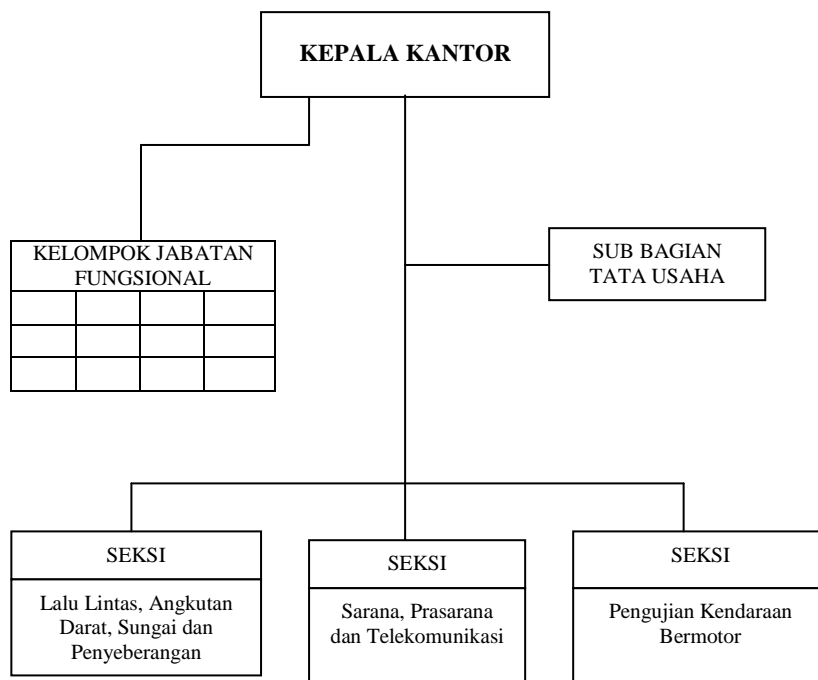 KEPALA KANTOR
KELOMPOK JABATAN
FUNGSIONAL
SUB BAGIAN
TATA USAHA
SEKSI
Lalu Lintas, Angkutan
Darat, Sungai dan
Penyeberangan
SEKSI
Sarana, Prasarana
dan Telekomunikasi
SEKSI
Pengujian Kendaraan
Bermotor